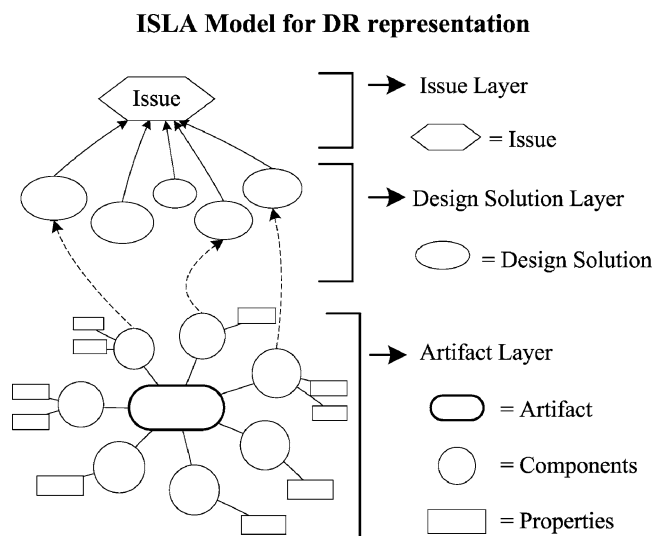 ISLA Model for DR representation
Issue
Issue Layer
= Issue
Design Solution Layer
= Design Solution
Artifact Layer
= Artifact
= Components
= Properties